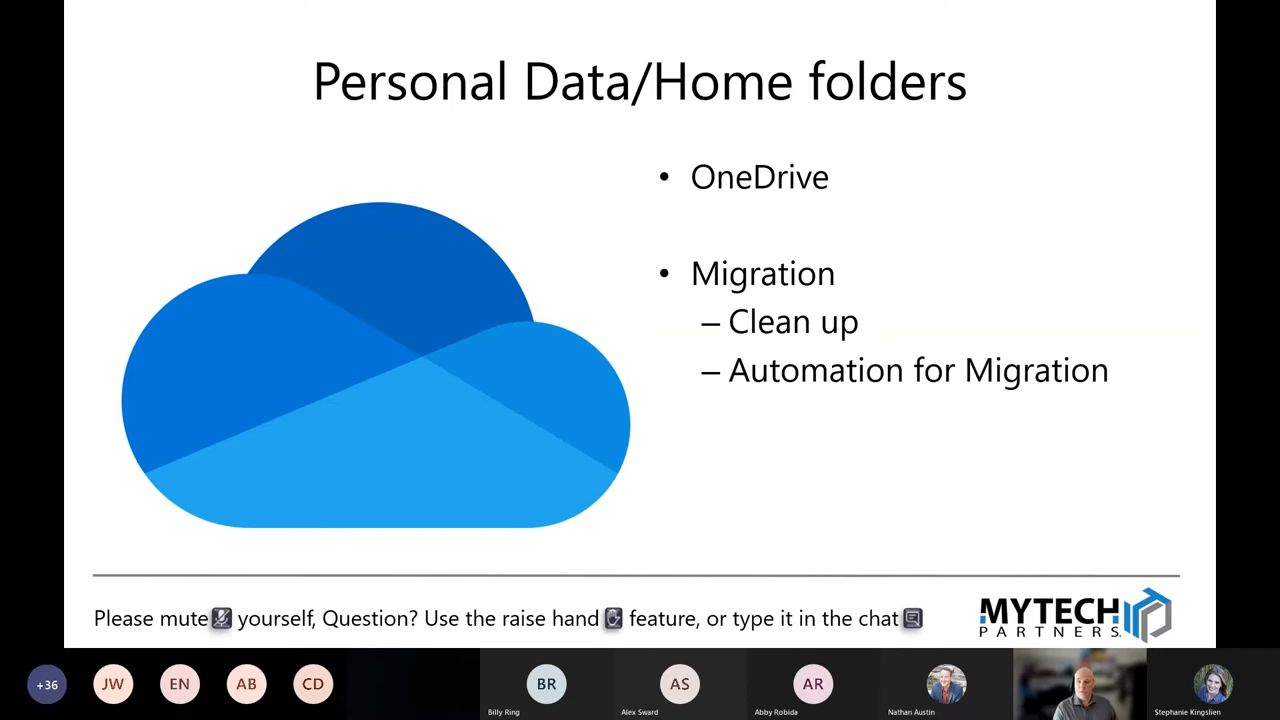 Personal Data/Home folders
• OneDrive
• Migration
– Clean up
– Automation for Migration
Please mute yourself, Question? Use the raise hand feature, or type it in the chat
MYTECH
PARTNERS
+36
JW
EN
AB
CD
BR
Billy Ring
AS
Alex Sward
AR
Abby Robida
Nathan Austin
Stephanie Kingslien